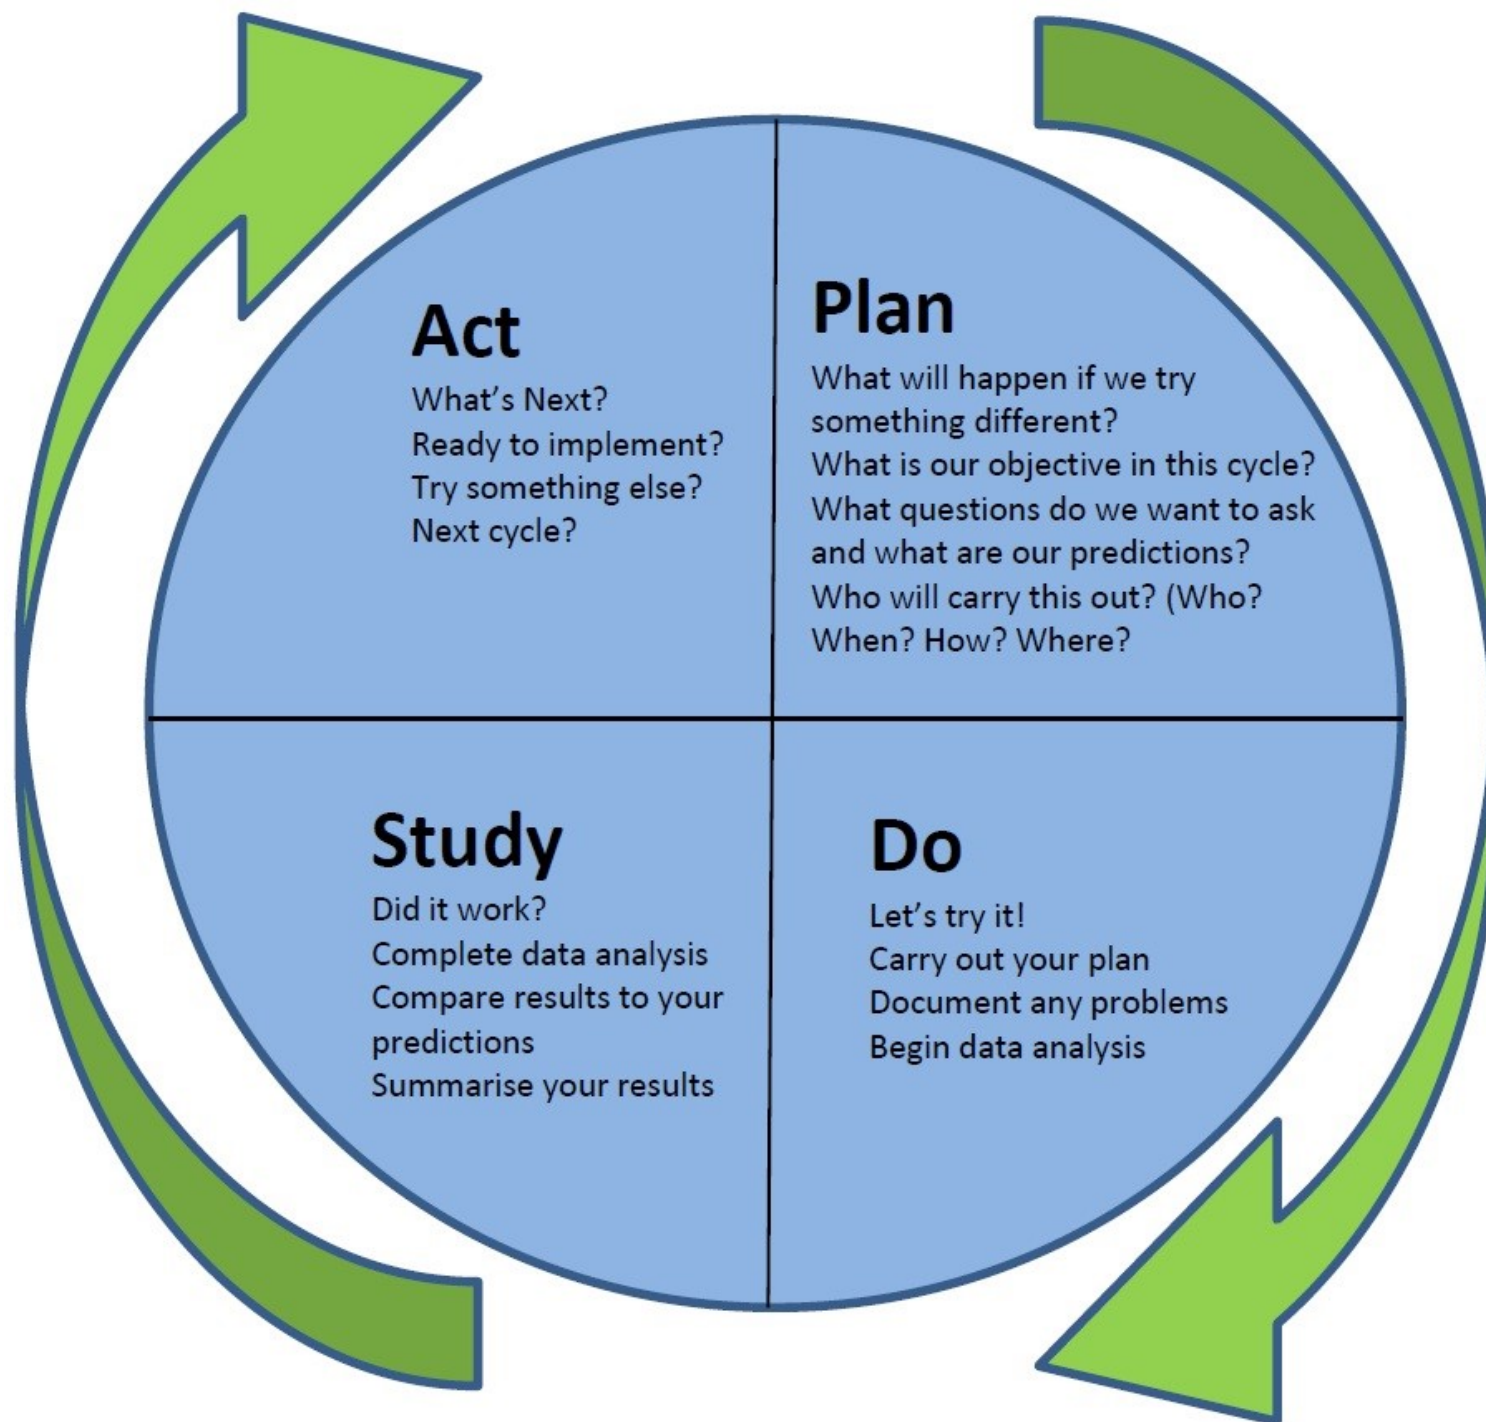 Act
What's Next?
Ready to implement?
Try something else?
Next cycle?
Plan
What will happen if we try
something different?
What is our objective in this cycle?
What questions do we want to ask
and what are our predictions?
Who will carry this out? (Who?
When? How? Where?
Study
Did it work?
Complete data analysis
Compare results to your
predictions
Summarise your results
Do
Let's try it!
Carry out your plan
Document any problems
Begin data analysis